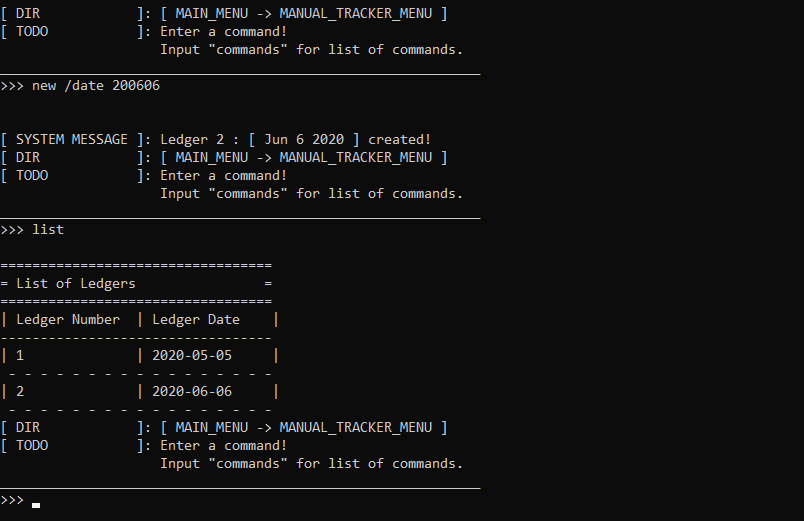 [ DIR            ]: [ MAIN_MENU -> MANUAL_TRACKER_MENU ]
[ TODO           ]: Enter a command!
                    Input "commands" for list of commands.
____________________________________________________________
>>> new /date 200606
[ SYSTEM MESSAGE ]: Ledger 2 : [ Jun 6 2020 ] created!
[ DIR            ]: [ MAIN_MENU -> MANUAL_TRACKER_MENU ]
[ TODO           ]: Enter a command!
                    Input "commands" for list of commands.
____________________________________________________________
>>> list
==================================
= List of Ledgers                =
==================================
| Ledger Number  | Ledger Date    |
----------------------------------
| 1              | 2020-05-05     |
 - - - - - - - - - - - - - - - - -
| 2              | 2020-06-06     |
 - - - - - - - - - - - - - - - - -
[ DIR            ]: [ MAIN_MENU -> MANUAL_TRACKER_MENU ]
[ TODO           ]: Enter a command!
                    Input "commands" for list of commands.
____________________________________________________________
>>>